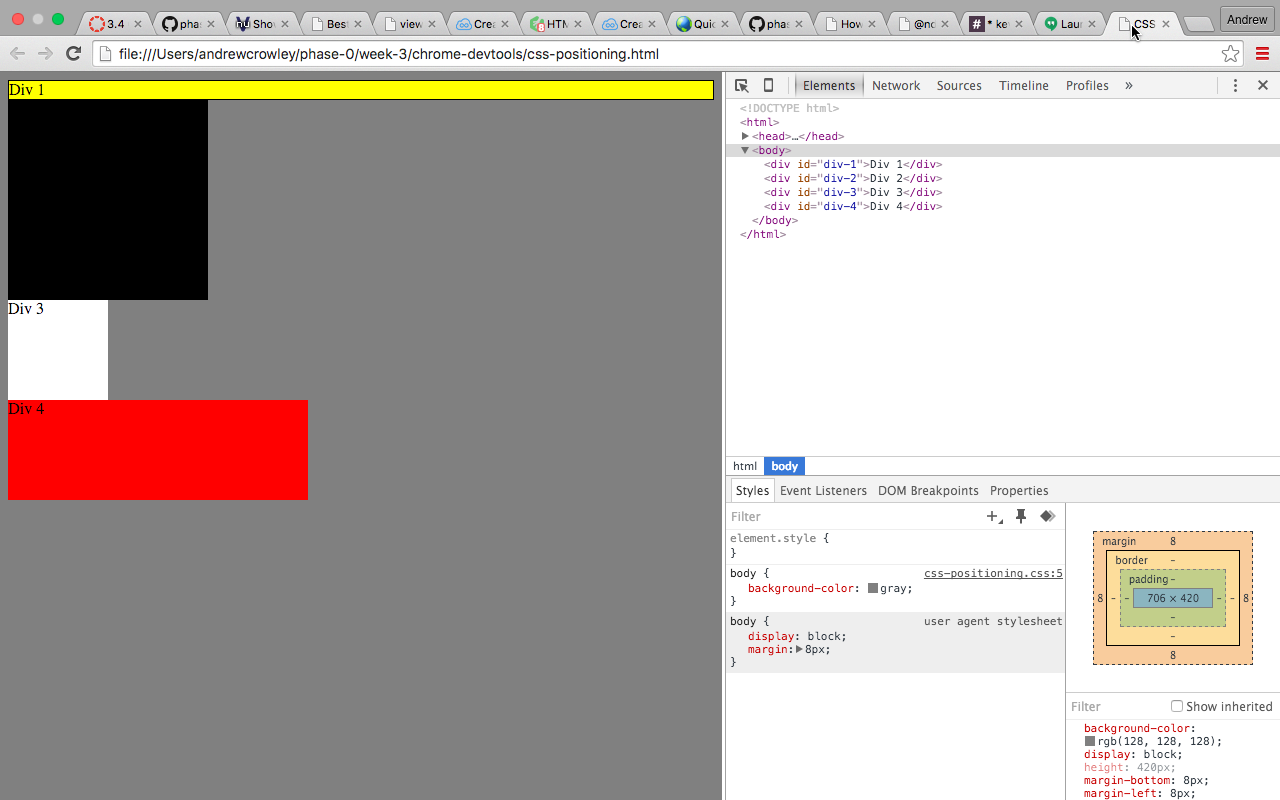 3.4
phas
Sho
Best
view
Crea
HTM
Crea
Quic
phas
How
@no
* ke
Laur
CSS
Andrew
file:///Users/andrewcrowley/phase-0/week-3/chrome-devtools/css-positioning.html
Div 1
Div 3
Div 4
Elements Network Sources Timeline Profiles »
<!DOCTYPE html>
<html>
<head>…</head>
<body>
<div id="div-1">Div 1</div>
<div id="div-2">Div 2</div>
<div id="div-3">Div 3</div>
<div id="div-4">Div 4</div>
</body>
</html>
html body
Styles Event Listeners DOM Breakpoints Properties
Filter
element.style {
}
body { css-positioning.css:5
background-color: gray;
}
body { user agent stylesheet
display: block;
margin: 8px;
}
margin 8
border -
padding -
8 - - 706 × 420 - - 8
-
-
8
Filter Show inherited
background-color:
rgb(128, 128, 128);
display: block;
height: 420px;
margin-bottom: 8px;
margin-left: 8px;